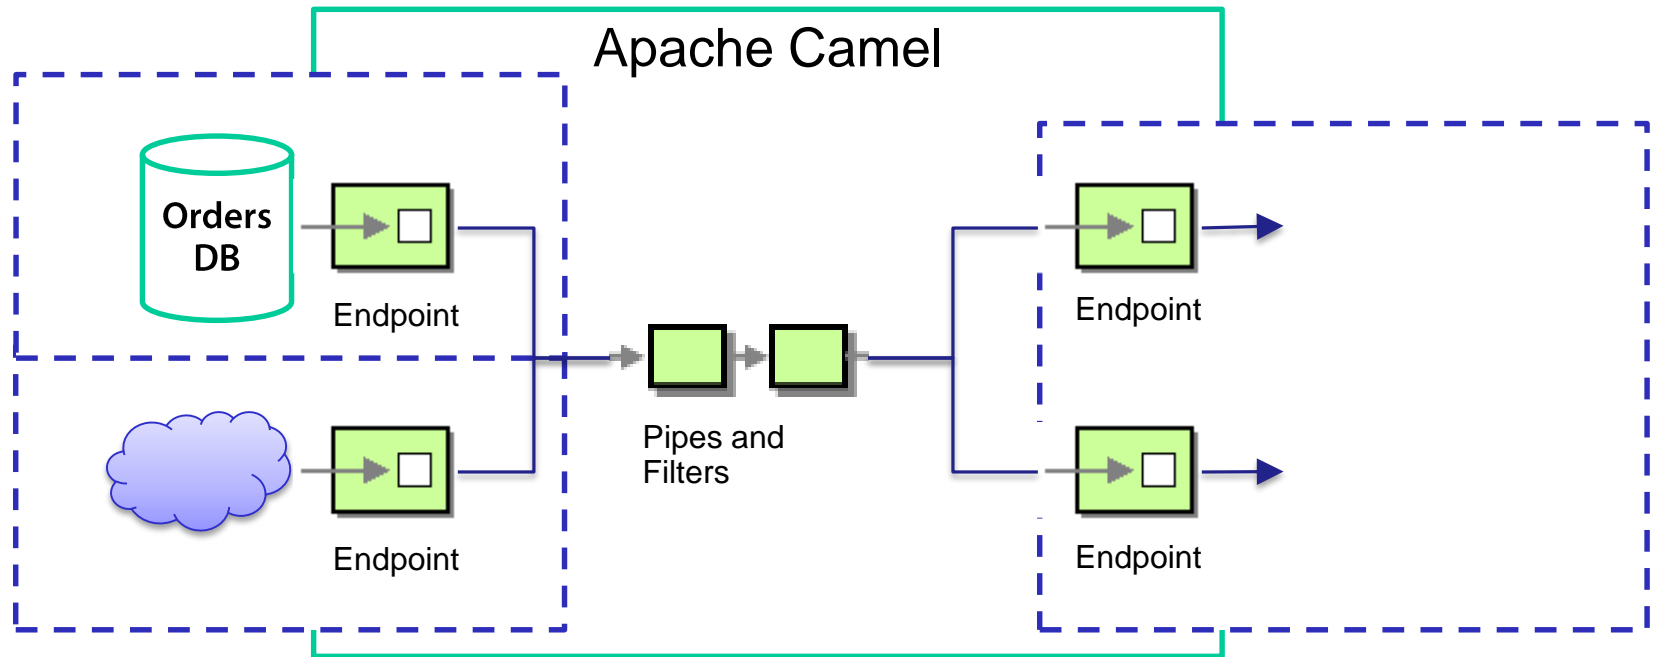 Apache Camel
Orders
DB
Endpoint
Endpoint
Pipes and
Filters
Endpoint
Endpoint